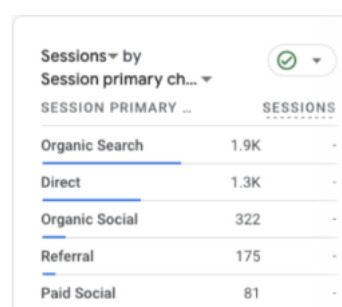 Sessions by
Session primary ch...
SESSION PRIMARY ... SESSIONS
Organic Search 1.9K -
Direct 1.3K -
Organic Social 322 -
Referral 175 -
Paid Social 81 -